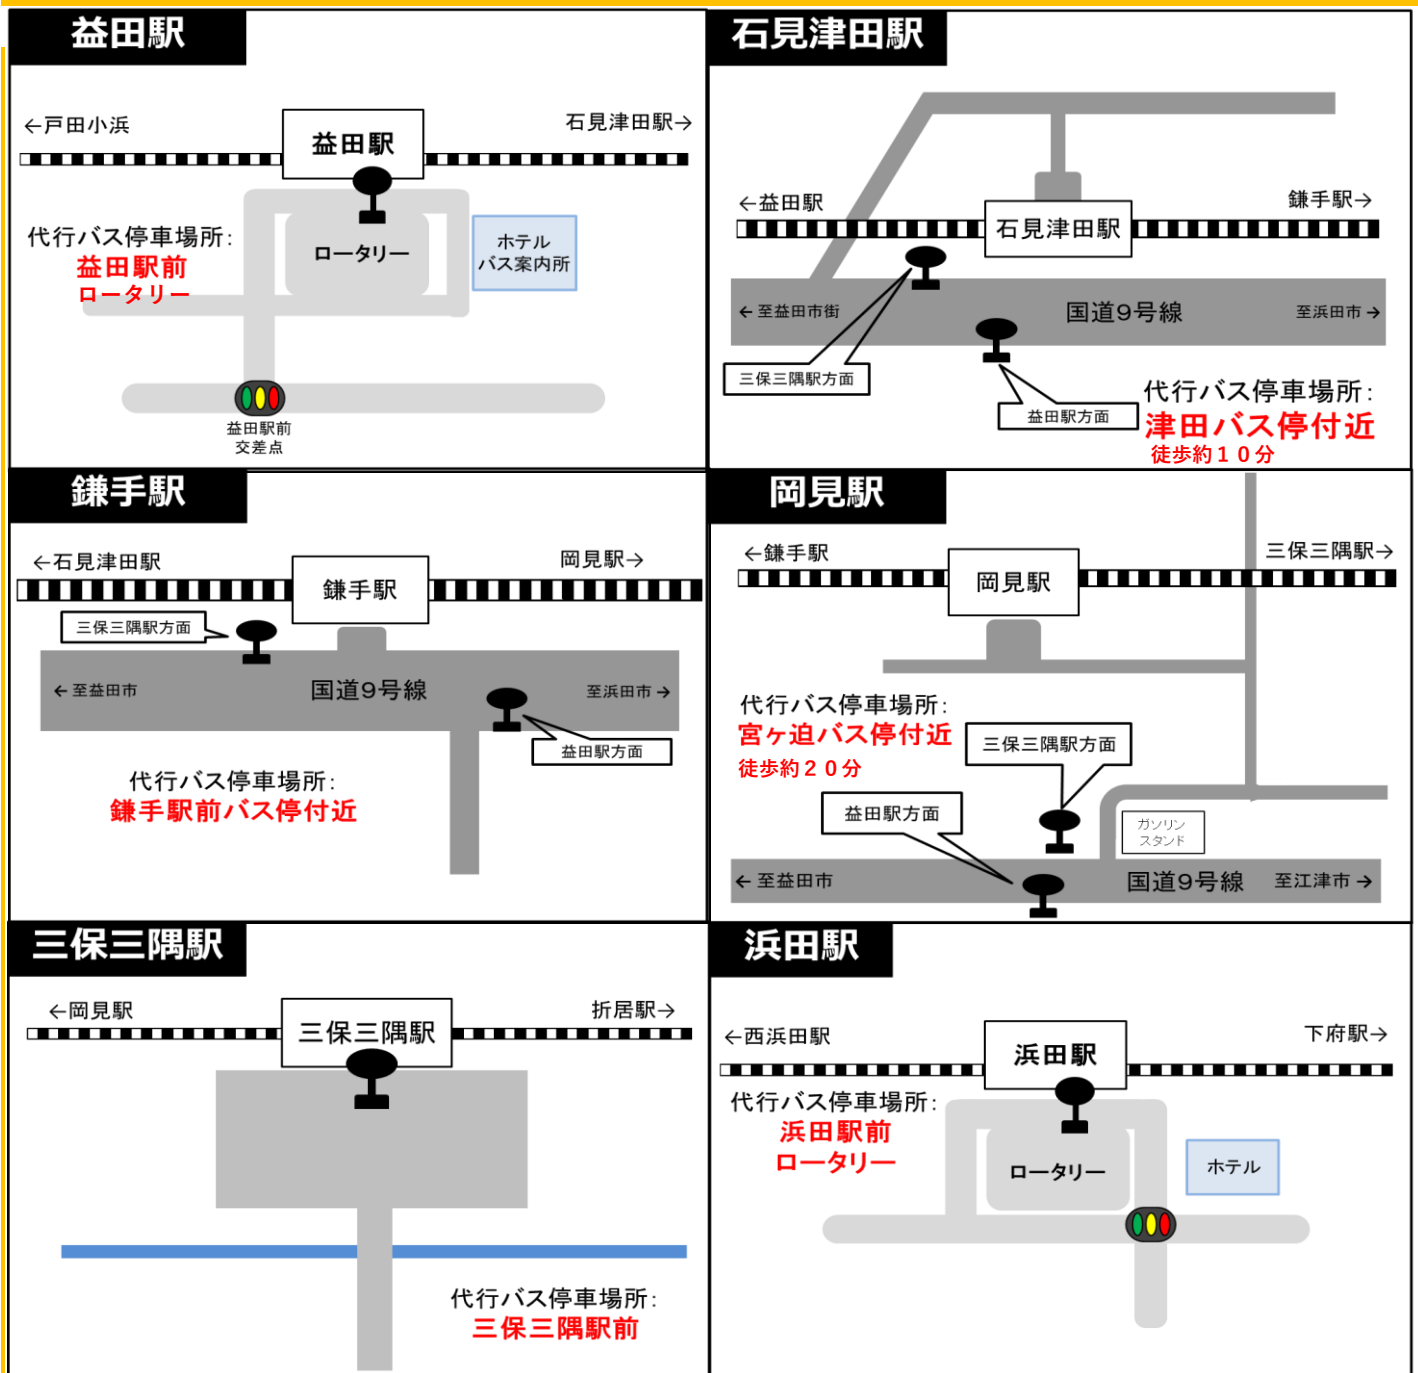 益田駅
←戸田小浜
石見津田駅→
益田駅
代行バス停車場所:
益田駅前
ロータリー
ロータリー
ホテル
バス案内所
益田駅前
交差点
石見津田駅
←益田駅
鎌手駅→
石見津田駅
←至益田市街
国道9号線
至浜田市→
三保三隅駅方面
益田駅方面
代行バス停車場所:
津田バス停付近
徒歩約10分
鎌手駅
←石見津田駅
岡見駅→
鎌手駅
三保三隅駅方面
←至益田市
国道9号線
至浜田市→
益田駅方面
代行バス停車場所:
鎌手駅前バス停付近
岡見駅
←鎌手駅
三保三隅駅→
岡見駅
代行バス停車場所:
宮ヶ迫バス停付近
徒歩約20分
三保三隅駅方面
益田駅方面
ガソリン
スタンド
←至益田市
国道9号線
至江津市→
三保三隅駅
←岡見駅
折居駅→
三保三隅駅
代行バス停車場所:
三保三隅駅前
浜田駅
←西浜田駅
下府駅→
浜田駅
代行バス停車場所:
浜田駅前
ロータリー
ロータリー
ホテル